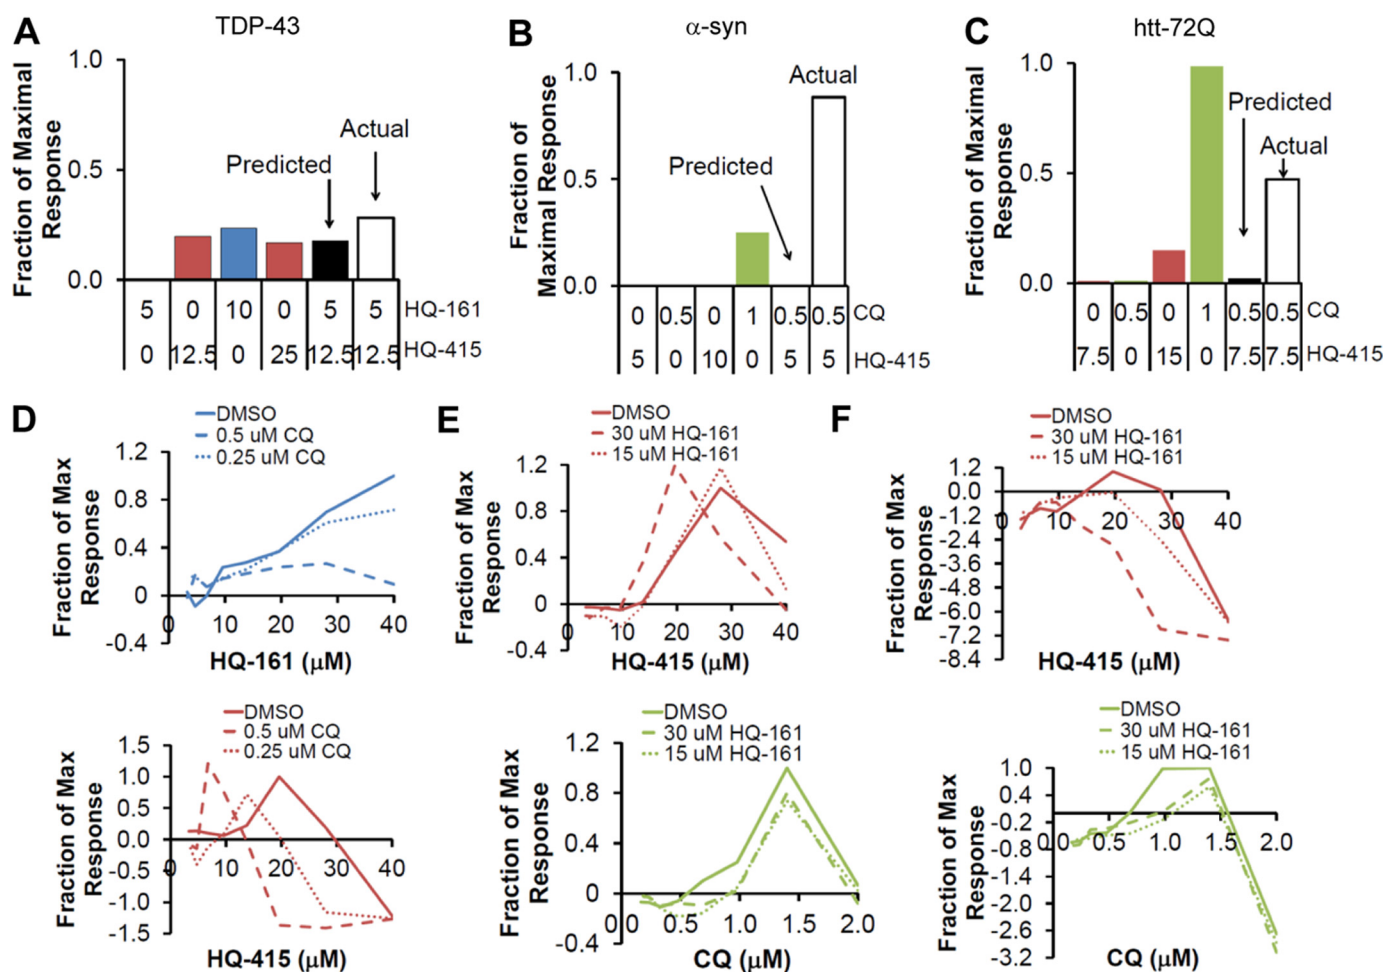 A
TDP-43
Fraction of Maximal
Response
1.0
0.5
0.0
Predicted
Actual
5 0 10 0 5 5 HQ-161
0 12.5 0 25 12.5 12.5 HQ-415
B
α-syn
Fraction of
Maximal Response
1.0
0.5
0.0
Predicted
Actual
0 0.5 0 1 0.5 0.5 CQ
5 0 10 0 5 5 HQ-415
C
htt-72Q
Fraction of Maximal
Response
1.0
0.5
0.0
Predicted
Actual
0 0.5 0 1 0.5 0.5 CQ
7.5 0 15 0 7.5 7.5 HQ-415
D
DMSO
0.5 uM CQ
0.25 uM CQ
Fraction of Max
Response
1.2
0.8
0.4
0
-0.4
0 10 20 30 40
HQ-161 (µM)
DMSO
0.5 uM CQ
0.25 uM CQ
Fraction of Max
Response
1.5
1.0
0.5
0.0
-0.5
-1.0
-1.5
0 10 20 30 40
HQ-415 (µM)
E
DMSO
30 uM HQ-161
15 uM HQ-161
Fraction of Max
Response
1.2
0.8
0.4
0
-0.4
0 10 20 30 40
HQ-415 (µM)
DMSO
30 uM HQ-161
15 uM HQ-161
Fraction of Max
Response
1.2
0.8
0.4
0
-0.4
0.0 0.5 1.0 1.5 2.0
CQ (µM)
F
DMSO
30 uM HQ-161
15 uM HQ-161
Fraction of Max
Response
1.2
0.0
-1.2
-2.4
-3.6
-4.8
-6.0
-7.2
-8.4
0 10 20 30 40
HQ-415 (µM)
DMSO
30 uM HQ-161
15 uM HQ-161
Fraction of Max
Response
1.0
0.4
-0.2
-0.8
-1.4
-2.0
-2.6
-3.2
0.0 0.5 1.0 1.5 2.0
CQ (µM)